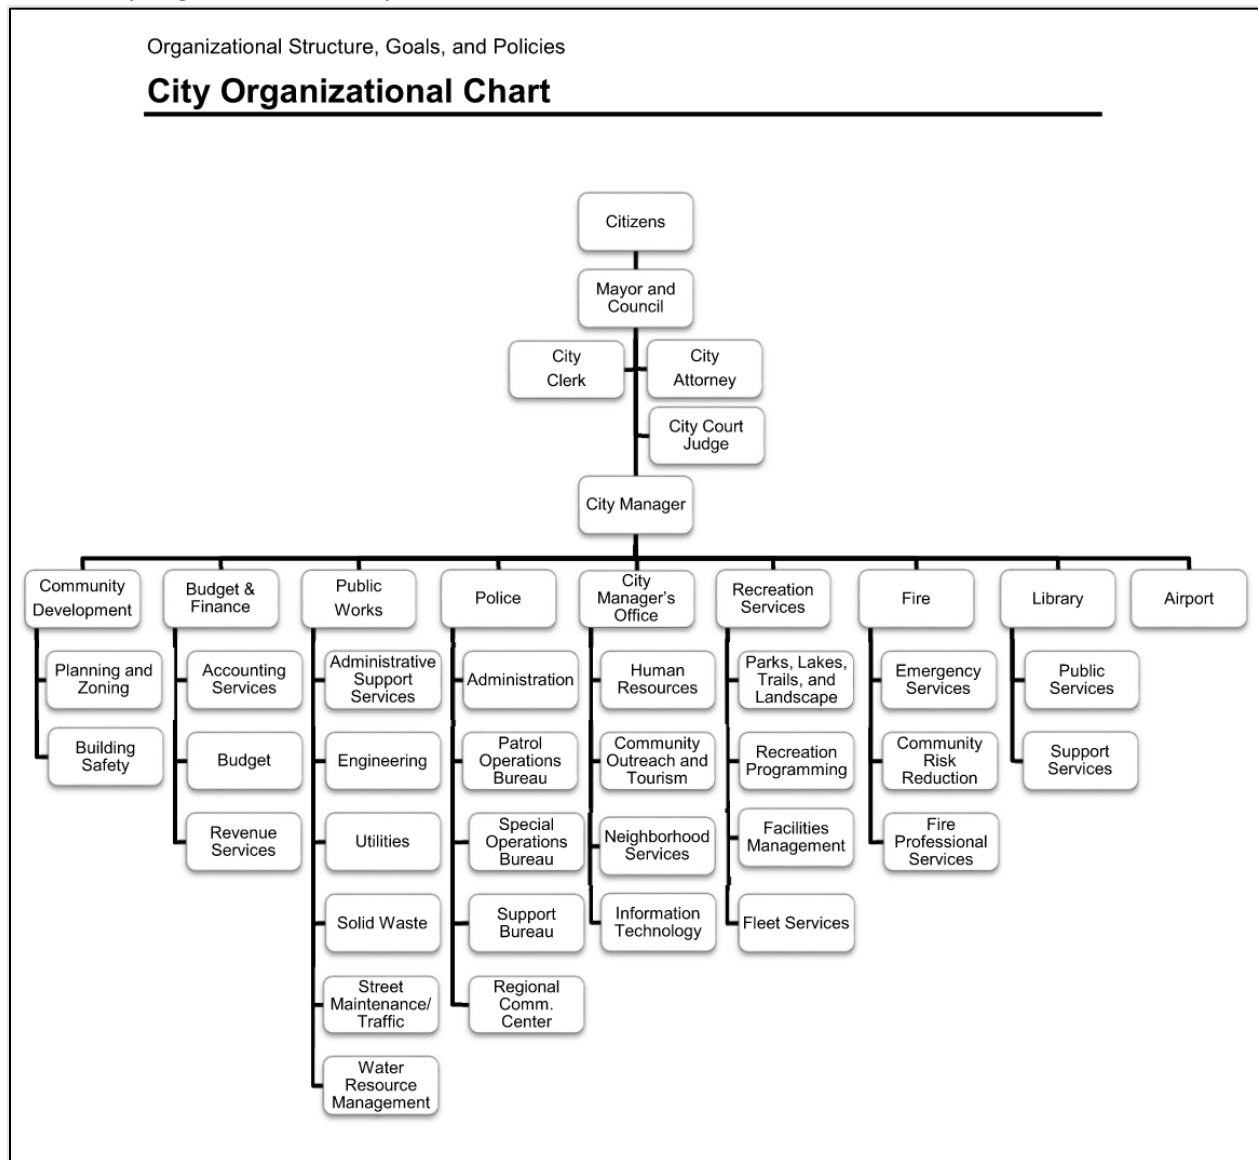 Organizational Structure, Goals, and Policies
City Organizational Chart
Citizens
Mayor and
Council
City
Clerk
City
Attorney
City Court
Judge
City Manager
Community
Development
Budget &
Finance
Public
Works
Police
City
Manager's
Office
Recreation
Services
Fire
Library
Airport
Planning and
Zoning
Accounting
Services
Administrative
Support
Services
Administration
Human
Resources
Parks, Lakes,
Trails, and
Landscape
Emergency
Services
Public
Services
Building
Safety
Budget
Engineering
Patrol
Operations
Bureau
Community
Outreach and
Tourism
Recreation
Programming
Community
Risk
Reduction
Support
Services
Revenue
Services
Utilities
Special
Operations
Bureau
Neighborhood
Services
Facilities
Management
Fire
Professional
Services
Solid Waste
Support
Bureau
Information
Technology
Fleet Services
Street
Maintenance/
Traffic
Regional
Comm.
Center
Water
Resource
Management